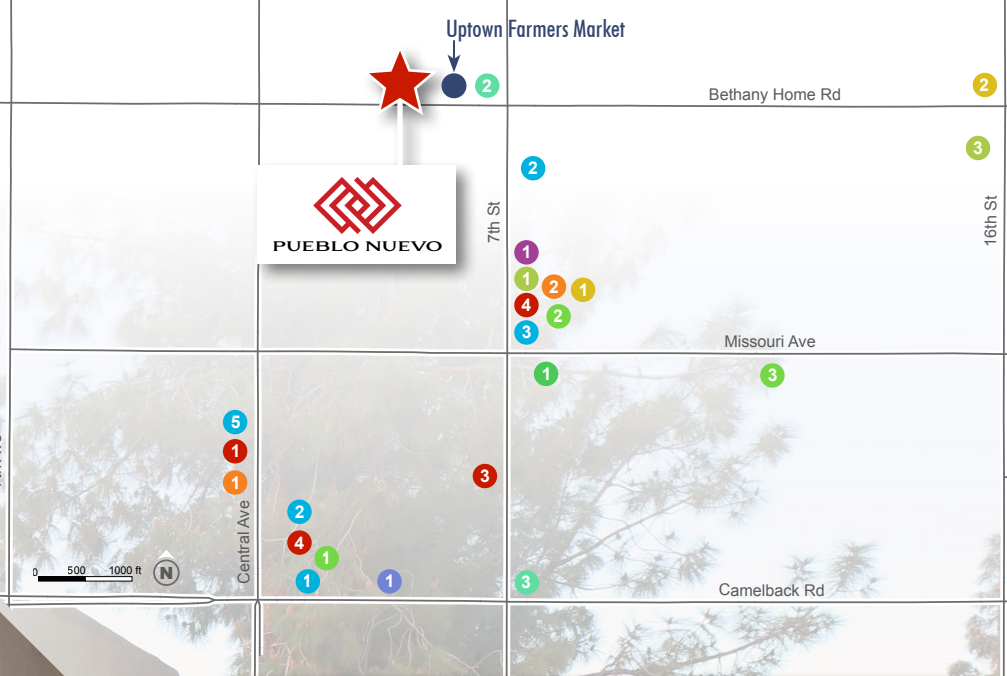 Uptown Farmers Market
2
2
Bethany Home Rd
3
2
7th St
16th St
PUEBLO NUEVO
1
1
2
1
4
2
3
Missouri Ave
1
3
5
1
3
1
2
4
1
Central Ave
0 500 1000 ft
N
1
1
3
Camelback Rd